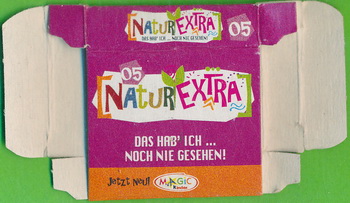 NATUR EXTRA 05
DAS HAB' ICH ... NOCH NIE GESEHEN!
05
NATUR EXTRA
DAS HAB' ICH ...
NOCH NIE GESEHEN!
Jetzt Neu! MAGIC